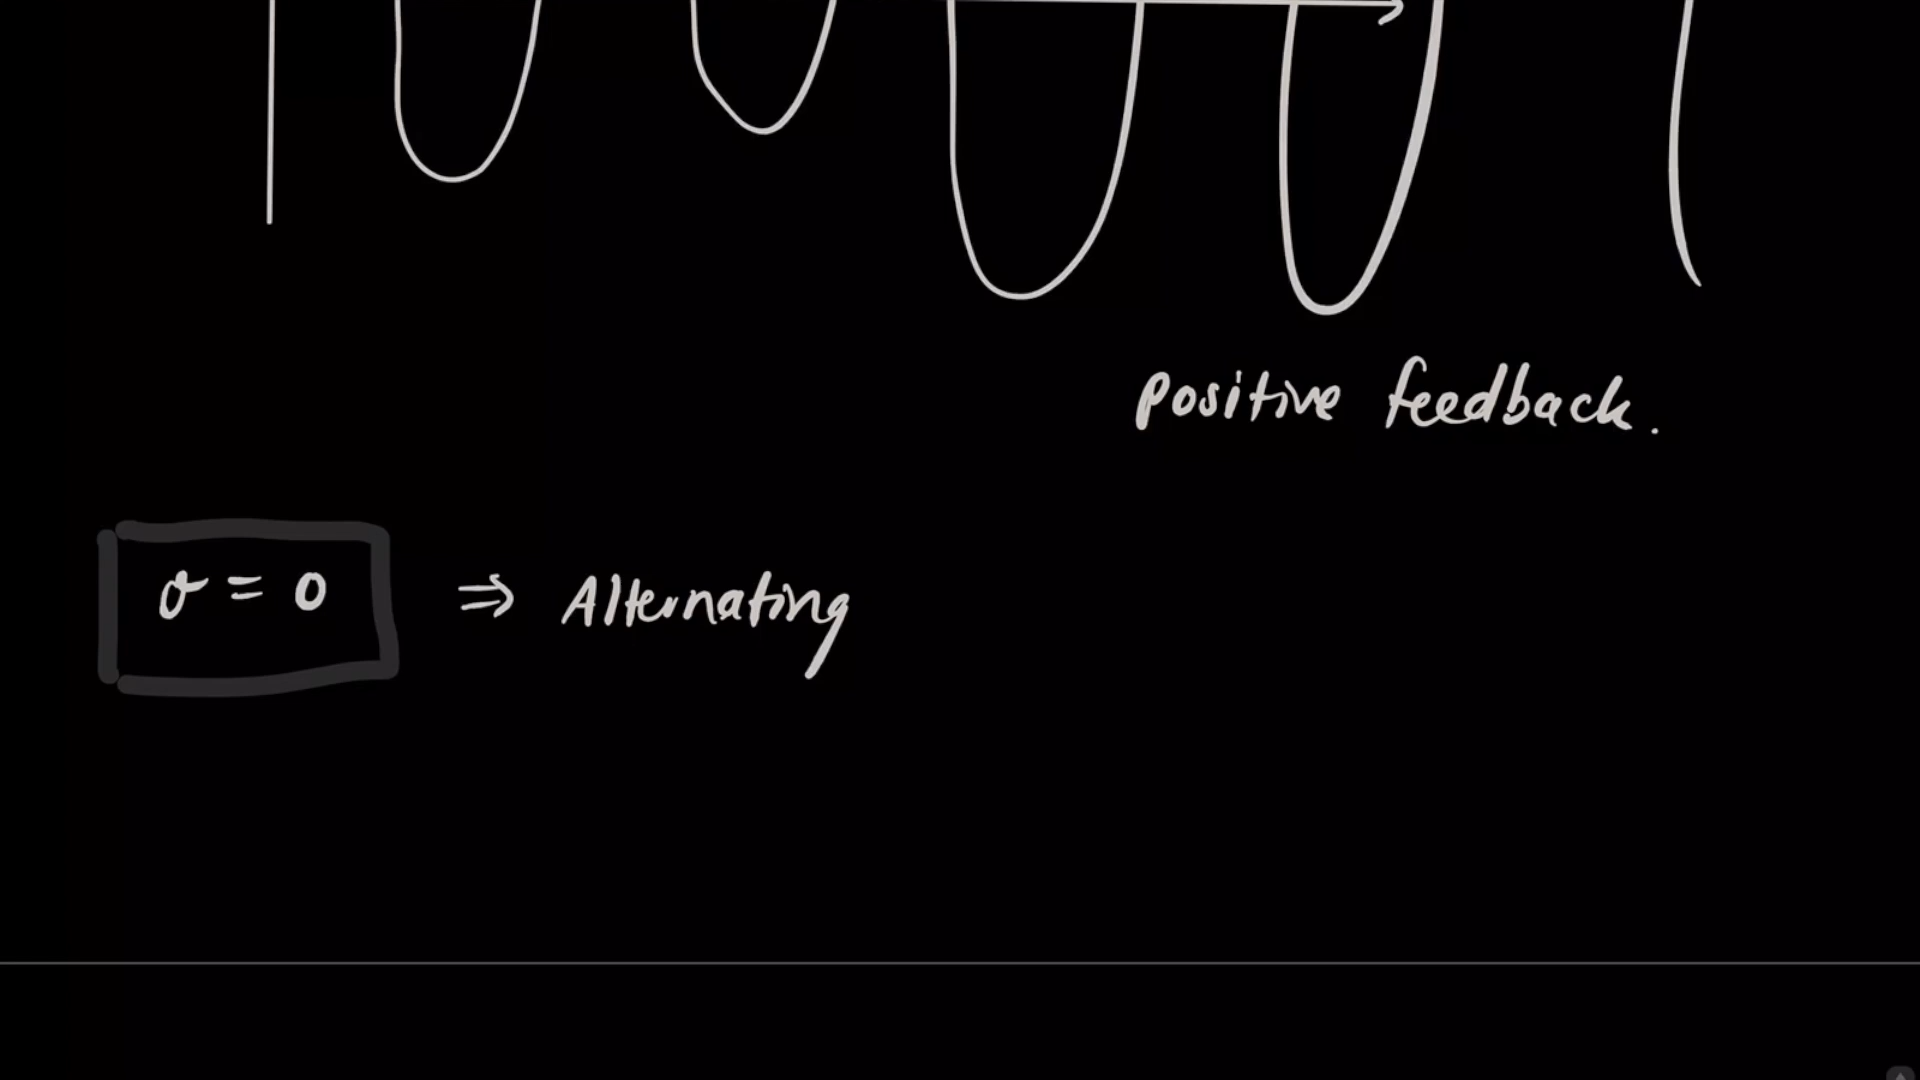 positive feedback.
σ = 0 ⇒ Alternating